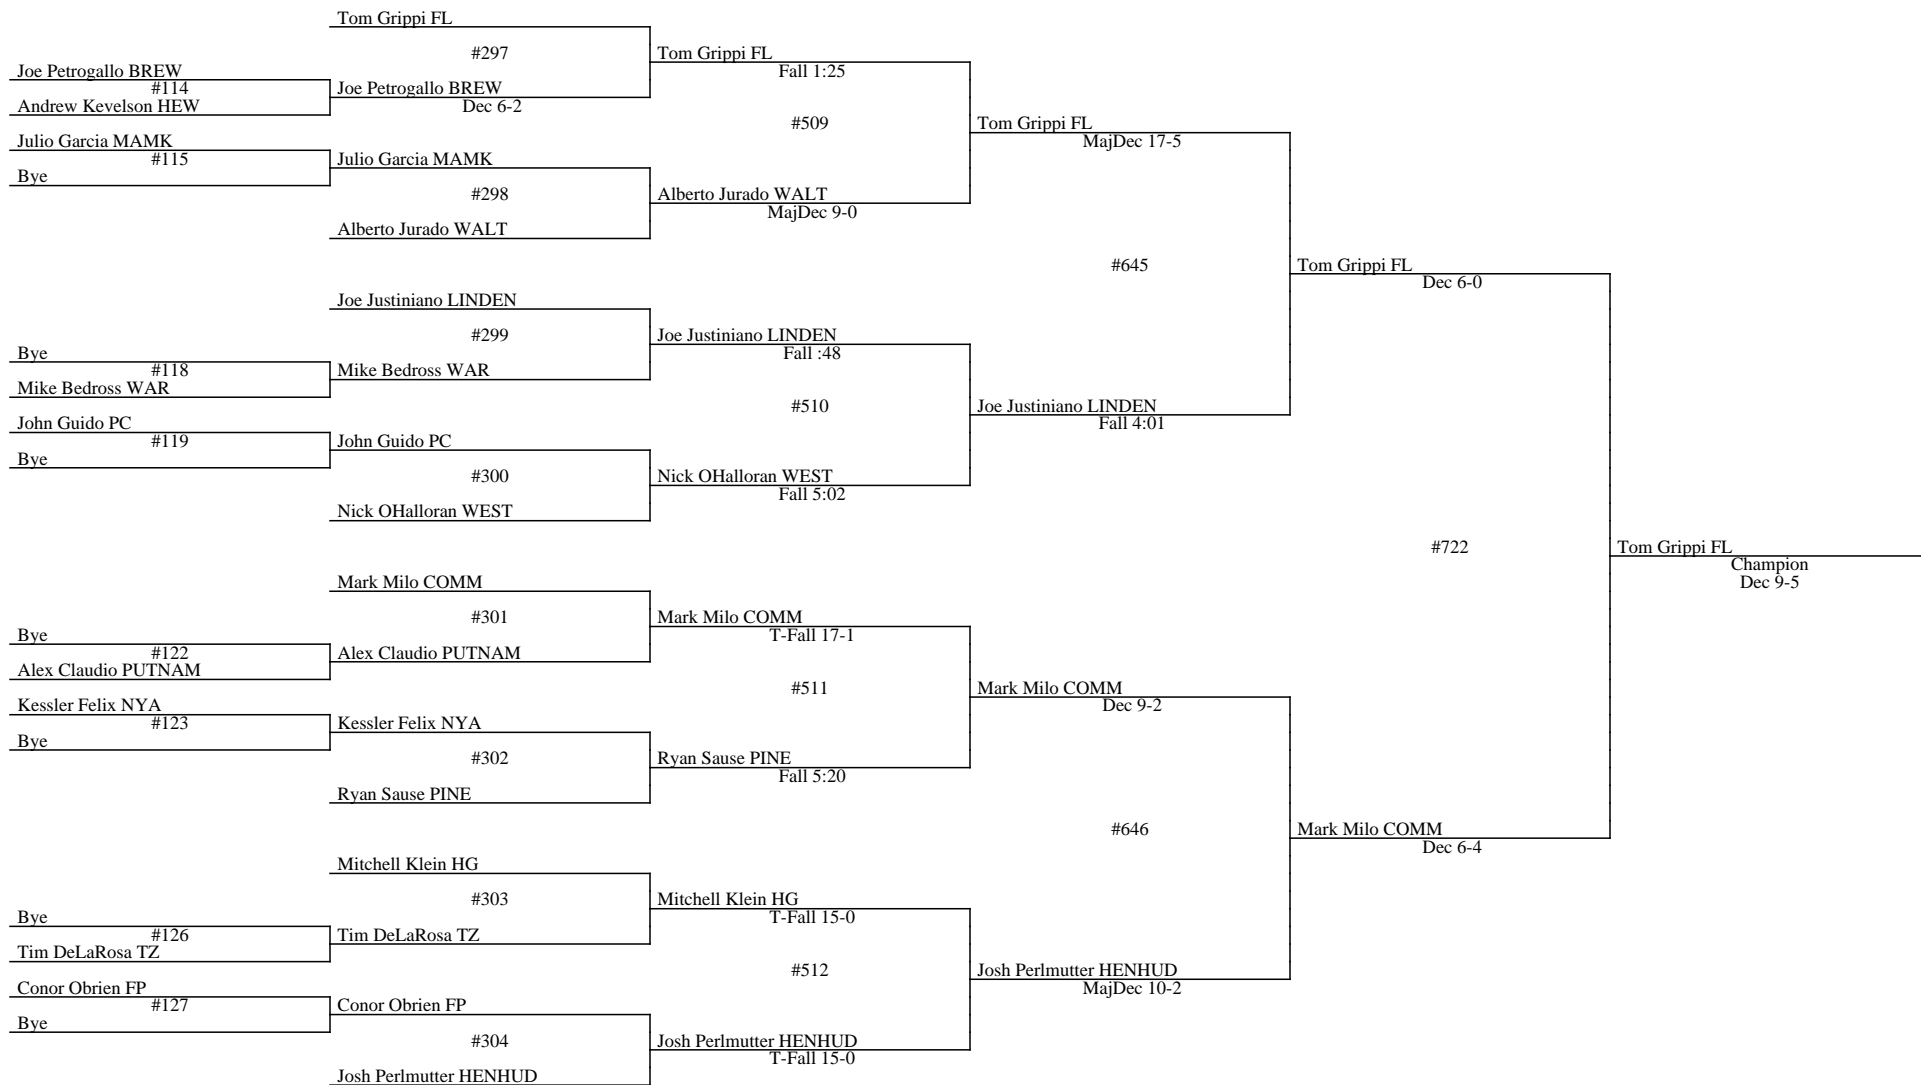 Tom Grippi FL
#297
Tom Grippi FL
Fall 1:25
Joe Petrogallo BREW
#114
Andrew Kevelson HEW
Joe Petrogallo BREW
Dec 6-2
#509
Tom Grippi FL
MajDec 17-5
Julio Garcia MAMK
#115
Bye
Julio Garcia MAMK
#298
Alberto Jurado WALT
MajDec 9-0
Alberto Jurado WALT
#645
Tom Grippi FL
Dec 6-0
Joe Justiniano LINDEN
#299
Joe Justiniano LINDEN
Fall :48
Bye
#118
Mike Bedross WAR
Mike Bedross WAR
#510
Joe Justiniano LINDEN
Fall 4:01
John Guido PC
#119
Bye
John Guido PC
#300
Nick OHalloran WEST
Fall 5:02
Nick OHalloran WEST
#722
Tom Grippi FL
Champion
Dec 9-5
Mark Milo COMM
#301
Mark Milo COMM
T-Fall 17-1
Bye
#122
Alex Claudio PUTNAM
Alex Claudio PUTNAM
#511
Mark Milo COMM
Dec 9-2
Kessler Felix NYA
#123
Bye
Kessler Felix NYA
#302
Ryan Sause PINE
Fall 5:20
Ryan Sause PINE
#646
Mark Milo COMM
Dec 6-4
Mitchell Klein HG
#303
Mitchell Klein HG
T-Fall 15-0
Bye
#126
Tim DeLaRosa TZ
Tim DeLaRosa TZ
#512
Josh Perlmutter HENHUD
MajDec 10-2
Conor Obrien FP
#127
Bye
Conor Obrien FP
#304
Josh Perlmutter HENHUD
T-Fall 15-0
Josh Perlmutter HENHUD